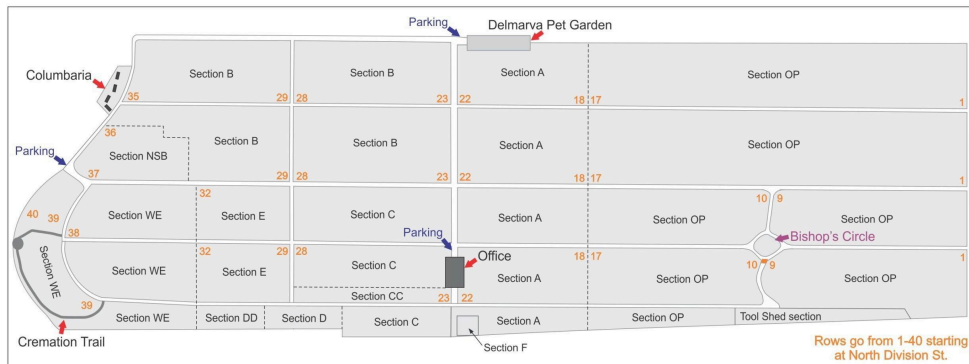 Parking
Delmarva Pet Garden
Columbaria
Section B
Section B
Section A
Section OP
35
29
28
23
22
18
17
1
36
Section NSB
Section B
Section B
Section A
Section OP
Parking
37
29
28
23
22
18
17
1
32
10
9
40
39
Section WE
Section E
Section C
Section A
Section OP
Section OP
38
Parking
Bishop's Circle
32
29
28
Office
18
17
10
9
1
Section WE
Section WE
Section E
Section C
Section A
Section OP
Section OP
39
Section CC
23
22
Section WE
Section DD
Section D
Section C
Section A
Section OP
Tool Shed section
Cremation Trail
Section F
Rows go from 1-40 starting
at North Division St.